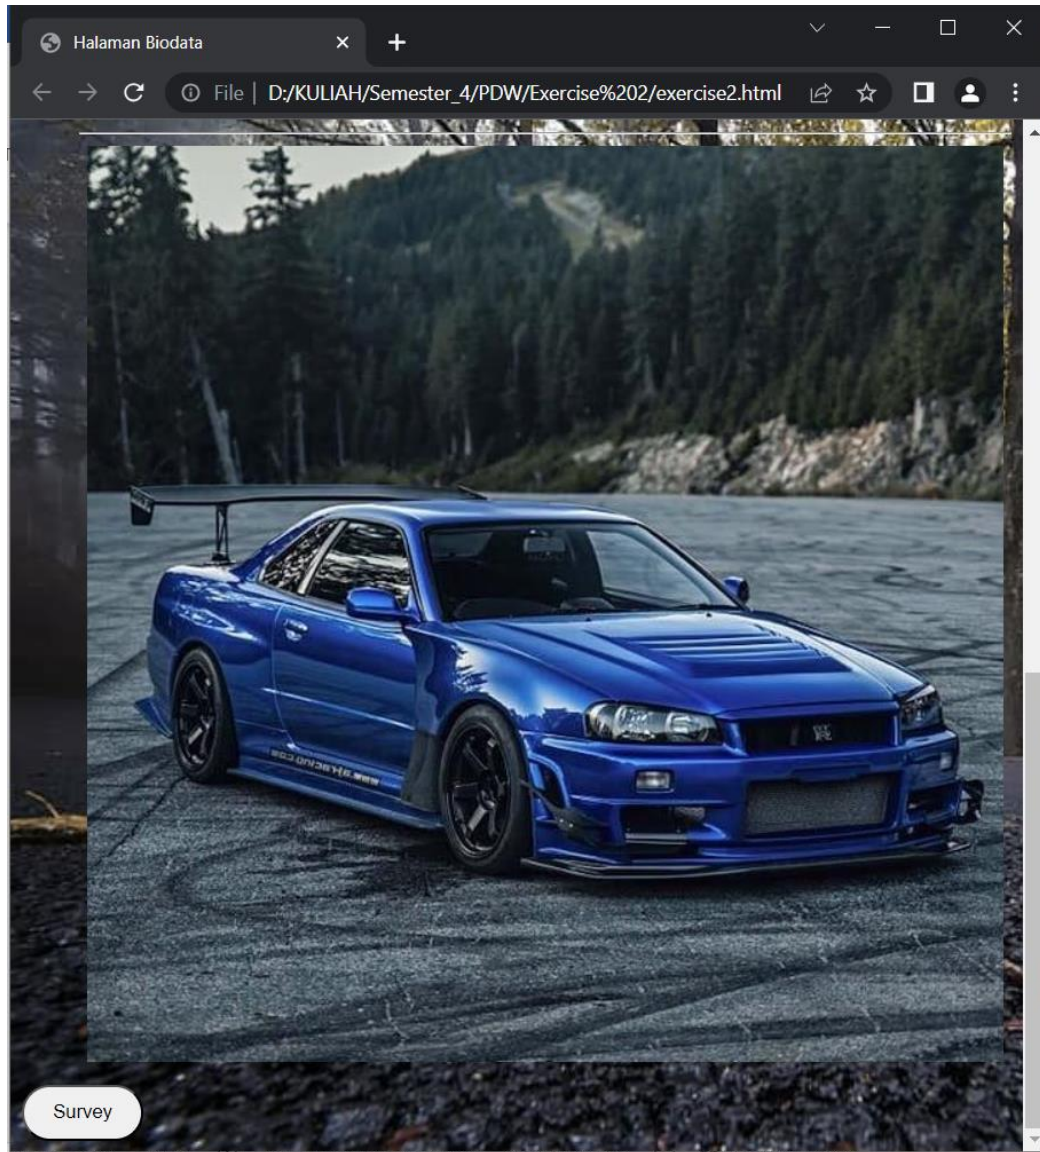 Halaman Biodata
File | D:/KULIAH/Semester_4/PDW/Exercise%202/exercise2.html
Survey